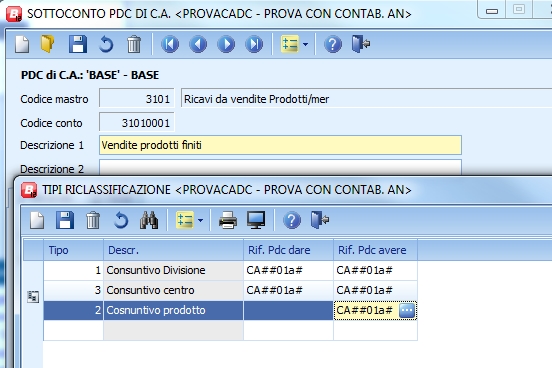 SOTTOCONTO PDC DI C.A. <PROVACADC - PROVA CON CONTAB. AN>
PDC di C.A.: 'BASE' - BASE
Codice mastro 3101 Ricavi da vendite Prodotti/mer
Codice conto 31010001
Descrizione 1 Vendite prodotti finiti
Descrizione 2
TIPI RICLASSIFICAZIONE <PROVACADC - PROVA CON CONTAB. AN>
Tipo Descr. Rif. Pdc dare Rif. Pdc avere
1 Consuntivo Divisione CA##01a# CA##01a#
3 Consuntivo centro CA##01a# CA##01a#
2 Cosnuntivo prodotto CA##01a# ...